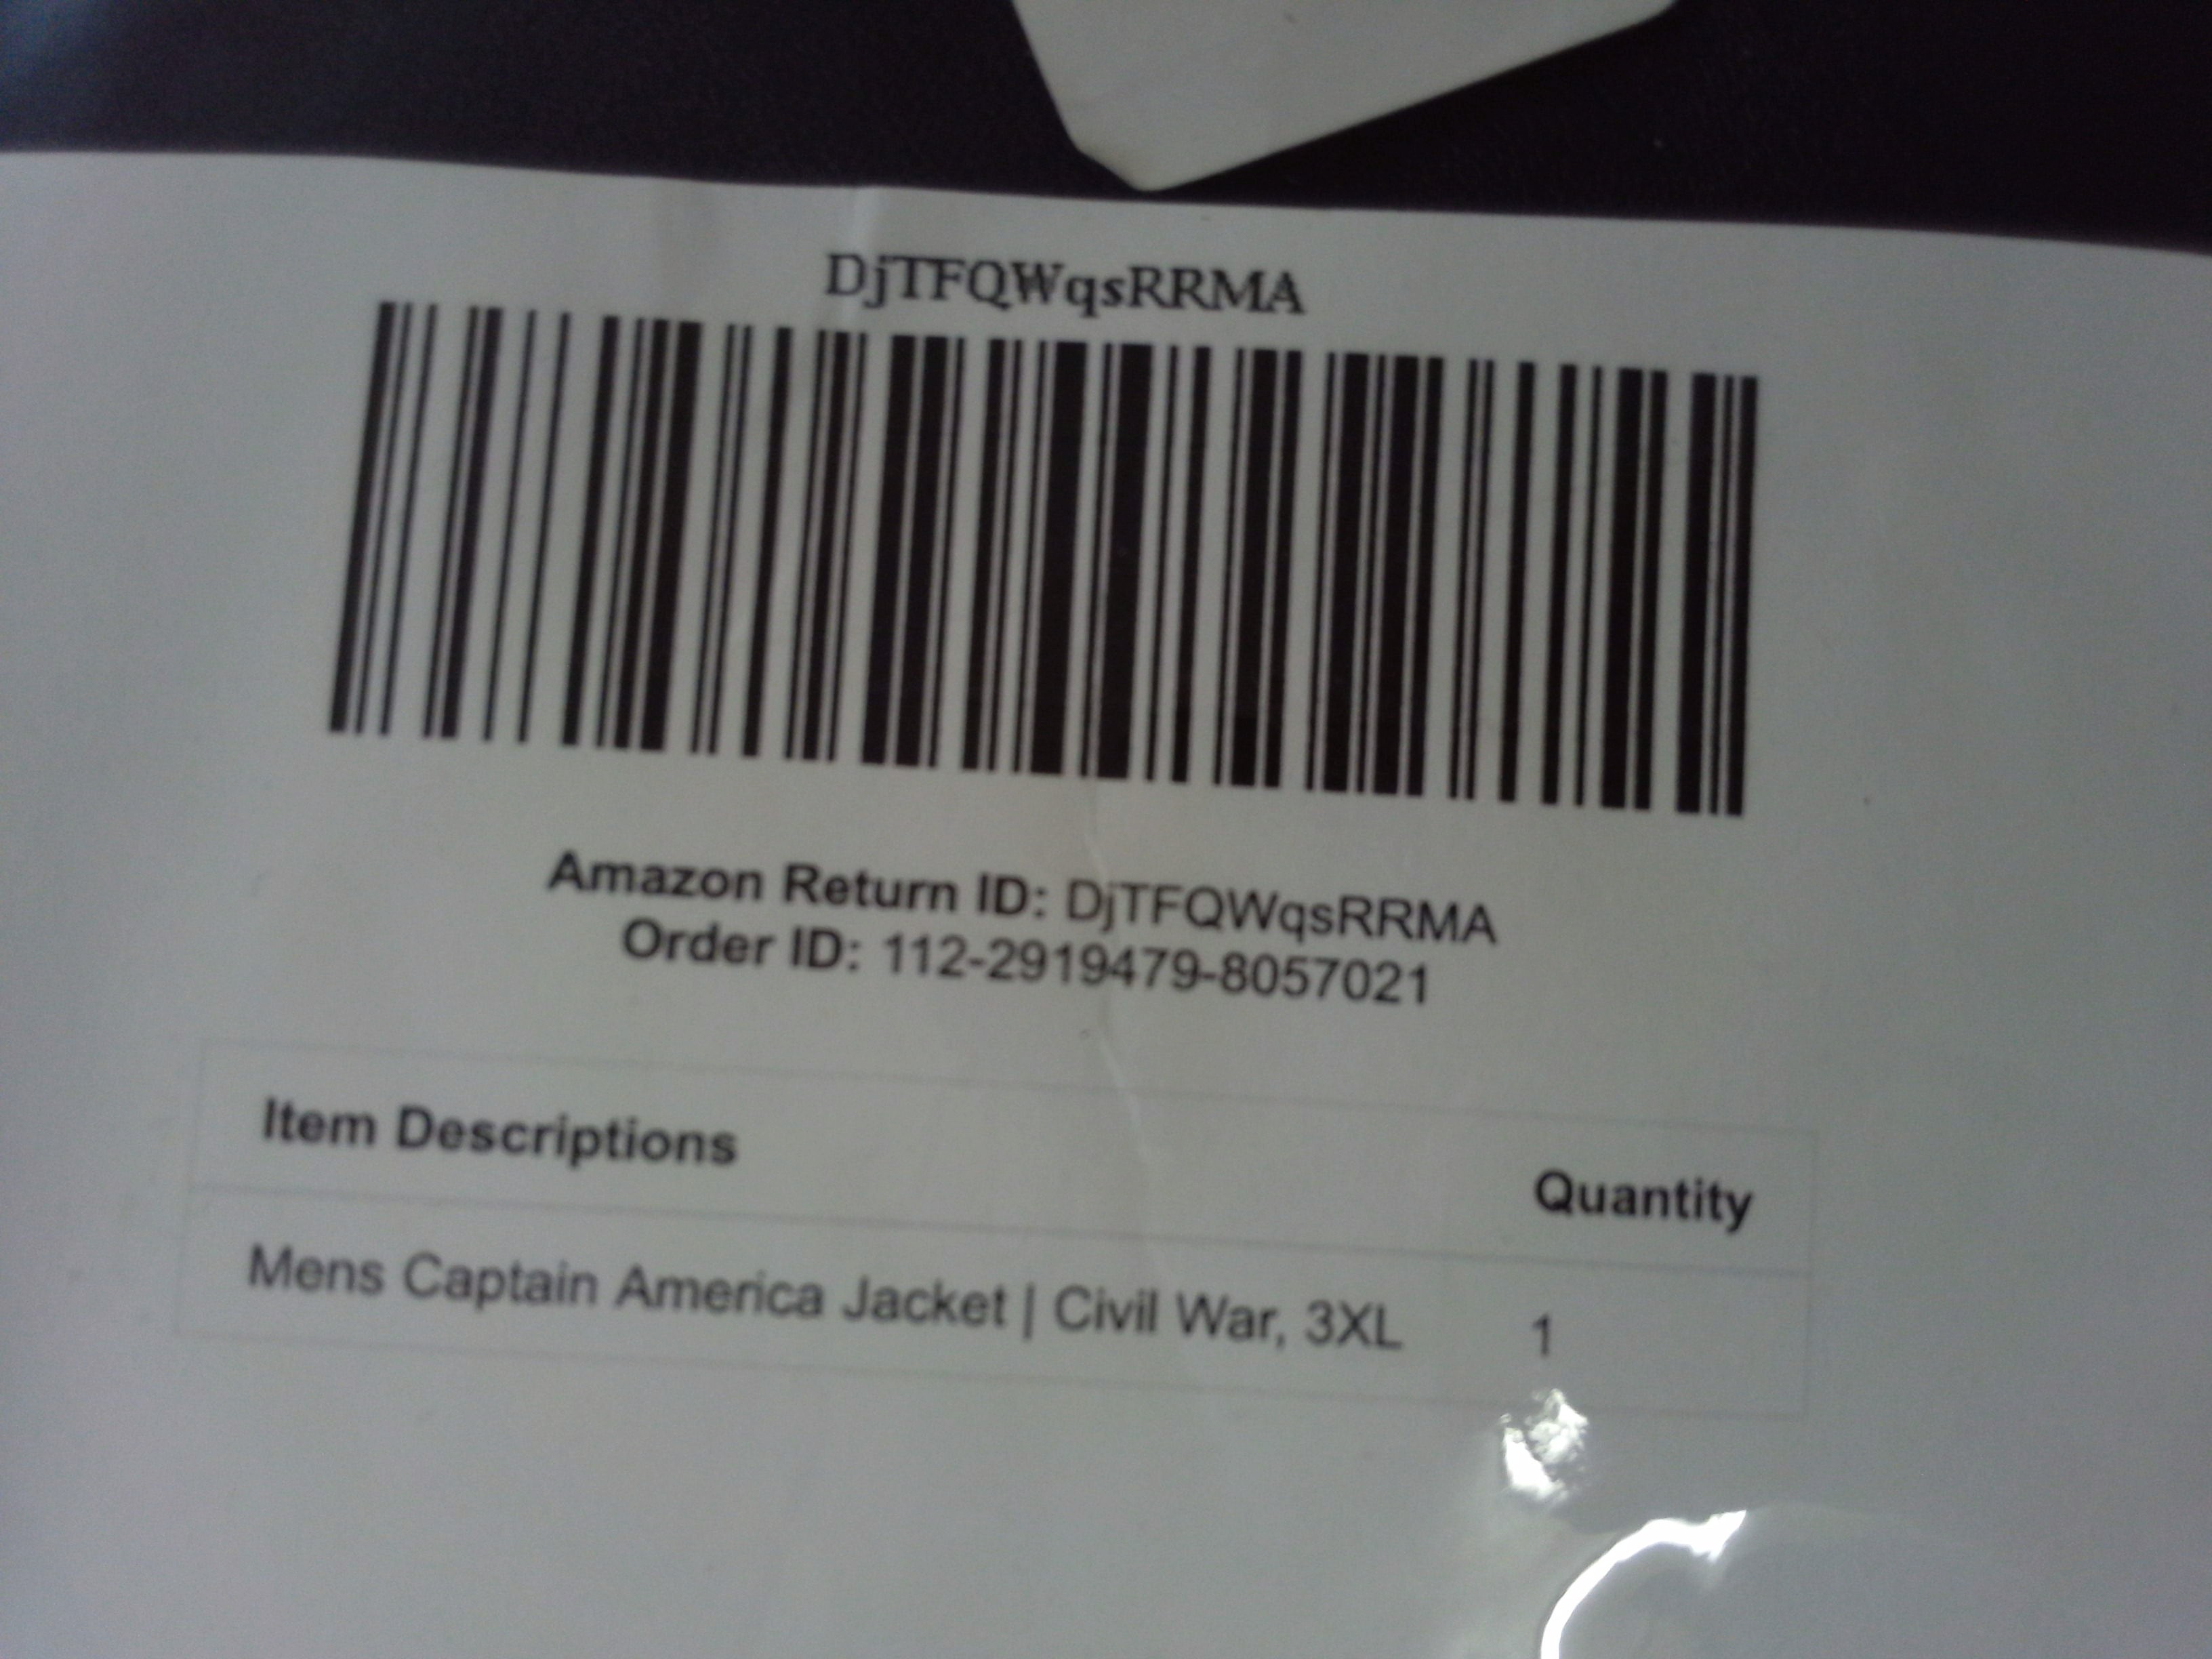 DjTFQWqsRRMA
Amazon Return ID: DjTFQWqsRRMA
Order ID: 112-2919479-8057021
Item Descriptions Quantity
Mens Captain America Jacket | Civil War, 3XL 1